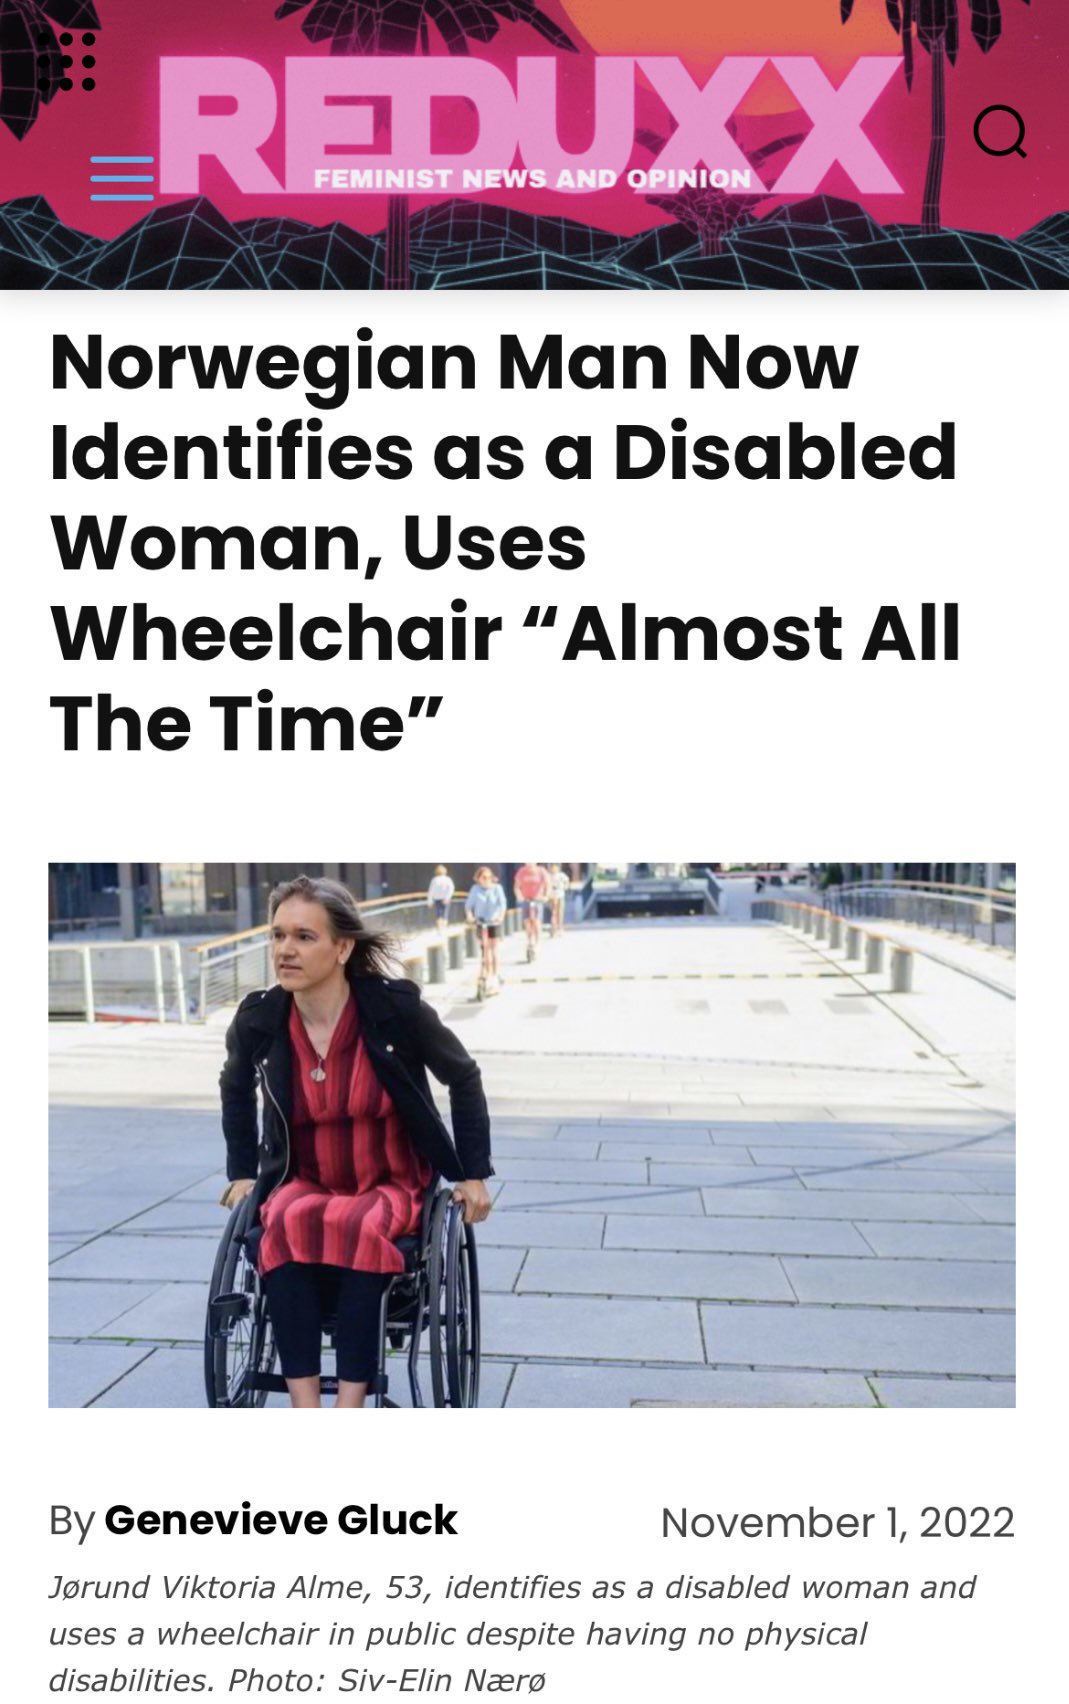 REDUXX
FEMINIST NEWS AND OPINION
Norwegian Man Now
Identifies as a Disabled
Woman, Uses
Wheelchair “Almost All
The Time”
By Genevieve Gluck
November 1, 2022
Jørund Viktoria Alme, 53, identifies as a disabled woman and
uses a wheelchair in public despite having no physical
disabilities. Photo: Siv-Elin Nærø